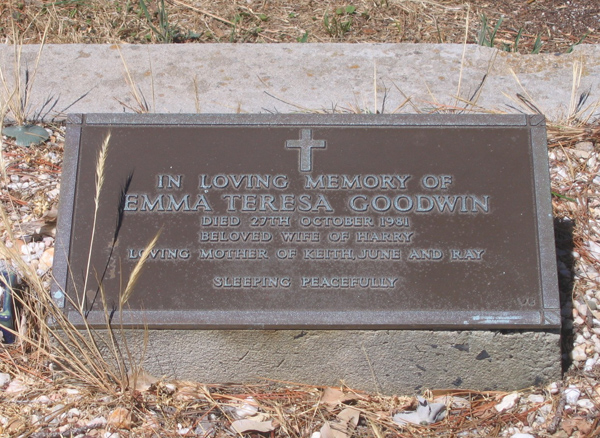 IN LOVING MEMORY OF
EMMA TERESA GOODWIN
DIED 27TH OCTOBER 1981
BELOVED WIFE OF HARRY
LOVING MOTHER OF KEITH, JUNE AND RAY
SLEEPING PEACEFULLY